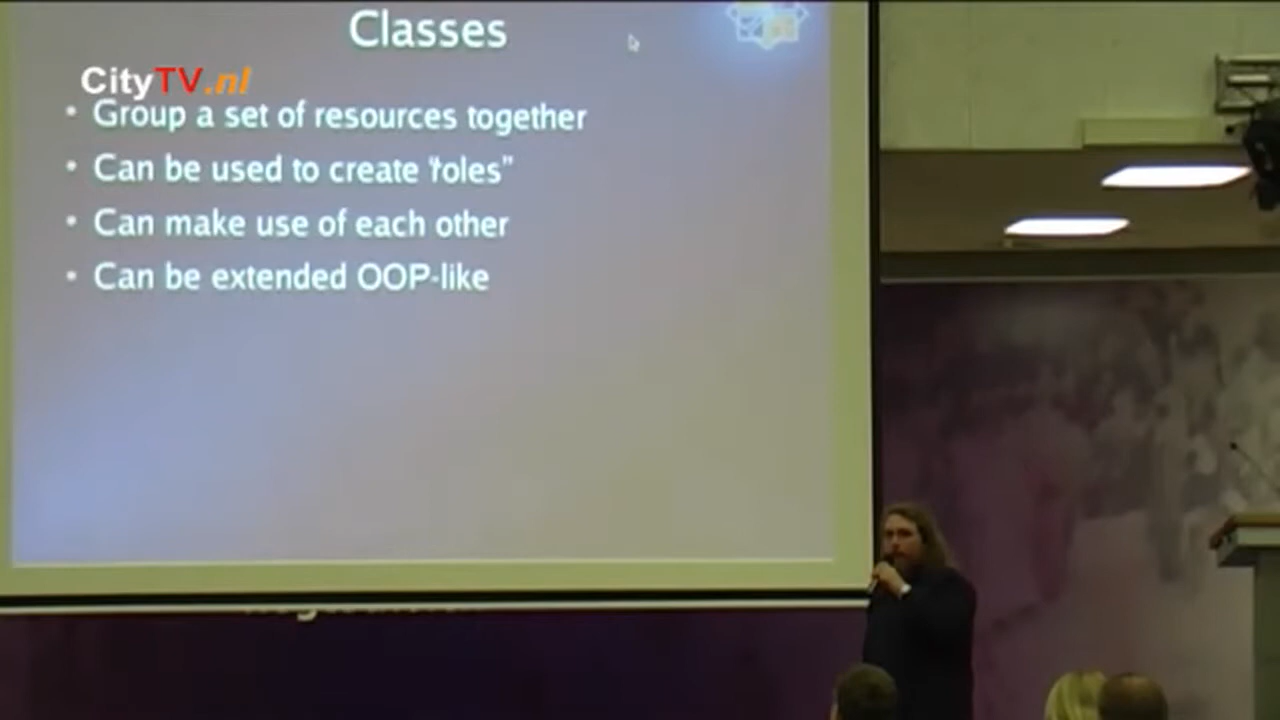 Classes
CityTV.nl
• Group a set of resources together
• Can be used to create "roles"
• Can make use of each other
• Can be extended OOP-like